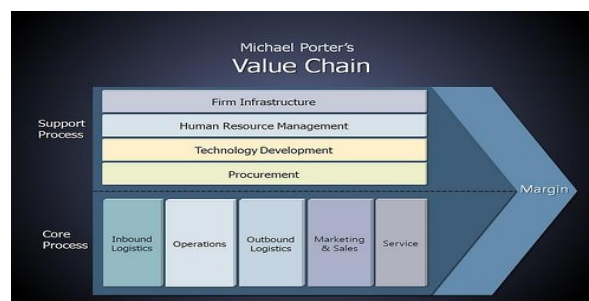 Michael Porter's
Value Chain
Support
Process
Firm Infrastructure
Human Resource Management
Technology Development
Procurement
Margin
Core
Process
Inbound
Logistics
Operations
Outbound
Logistics
Marketing
& Sales
Service